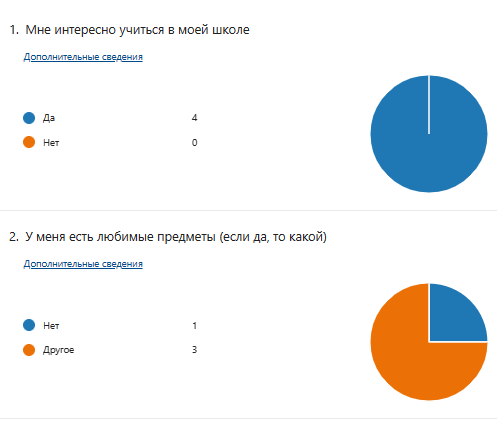 1. Мне интересно учиться в моей школе
Дополнительные сведения
Да 4
Нет 0
2. У меня есть любимые предметы (если да, то какой)
Дополнительные сведения
Нет 1
Другое 3